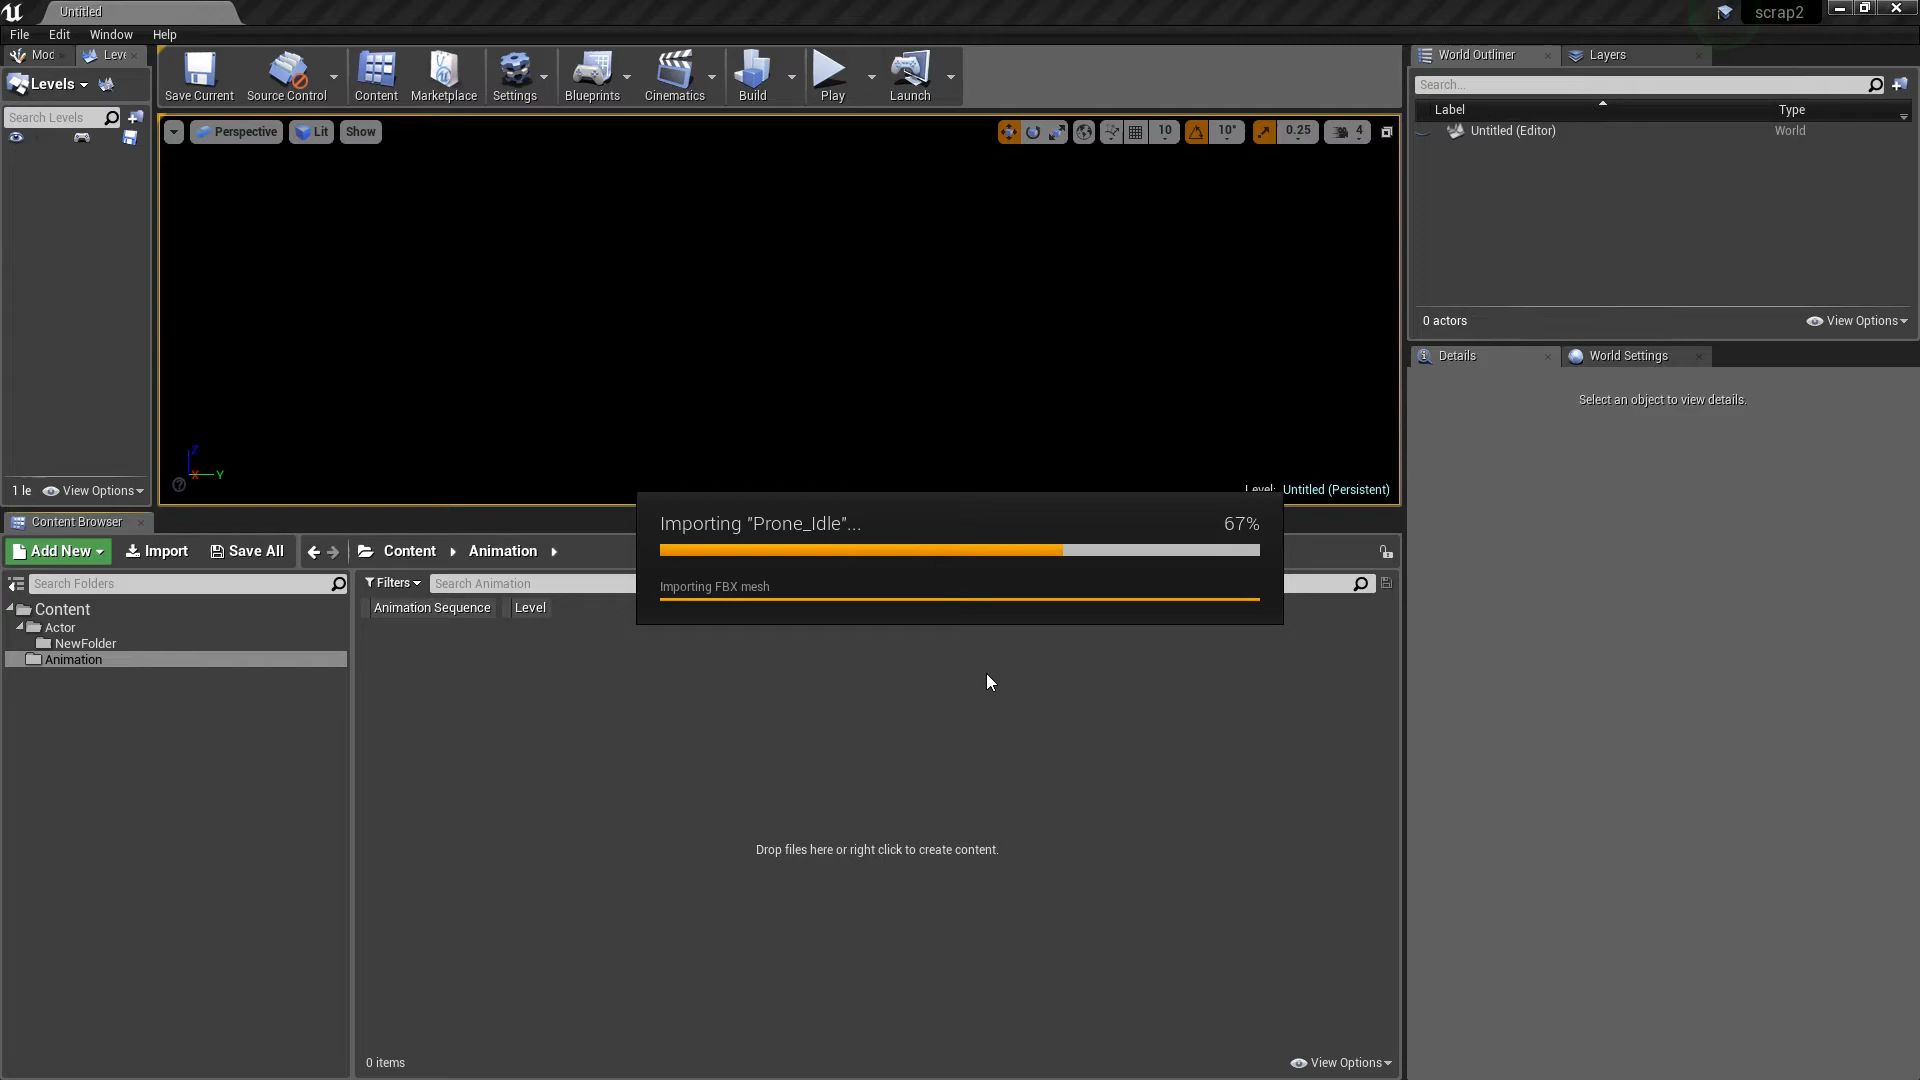 Untitled
scrap2
File Edit Window Help
Mod
Leve
Levels
Search Levels
1 le
View Options
Save Current
Source Control
Content
Marketplace
Settings
Blueprints
Cinematics
Build
Play
Launch
Perspective
Lit
Show
10
10°
0.25
4
Z
X
Y
Level: Untitled (Persistent)
World Outliner
Layers
Search...
Label
Type
Untitled (Editor)
World
0 actors
View Options
Details
World Settings
Select an object to view details.
Content Browser
Add New
Import
Save All
Content
Animation
Search Folders
Content
Actor
NewFolder
Animation
Filters
Search Animation
Animation Sequence
Level
Importing "Prone_Idle"...
67%
Importing FBX mesh
Drop files here or right click to create content.
0 items
View Options